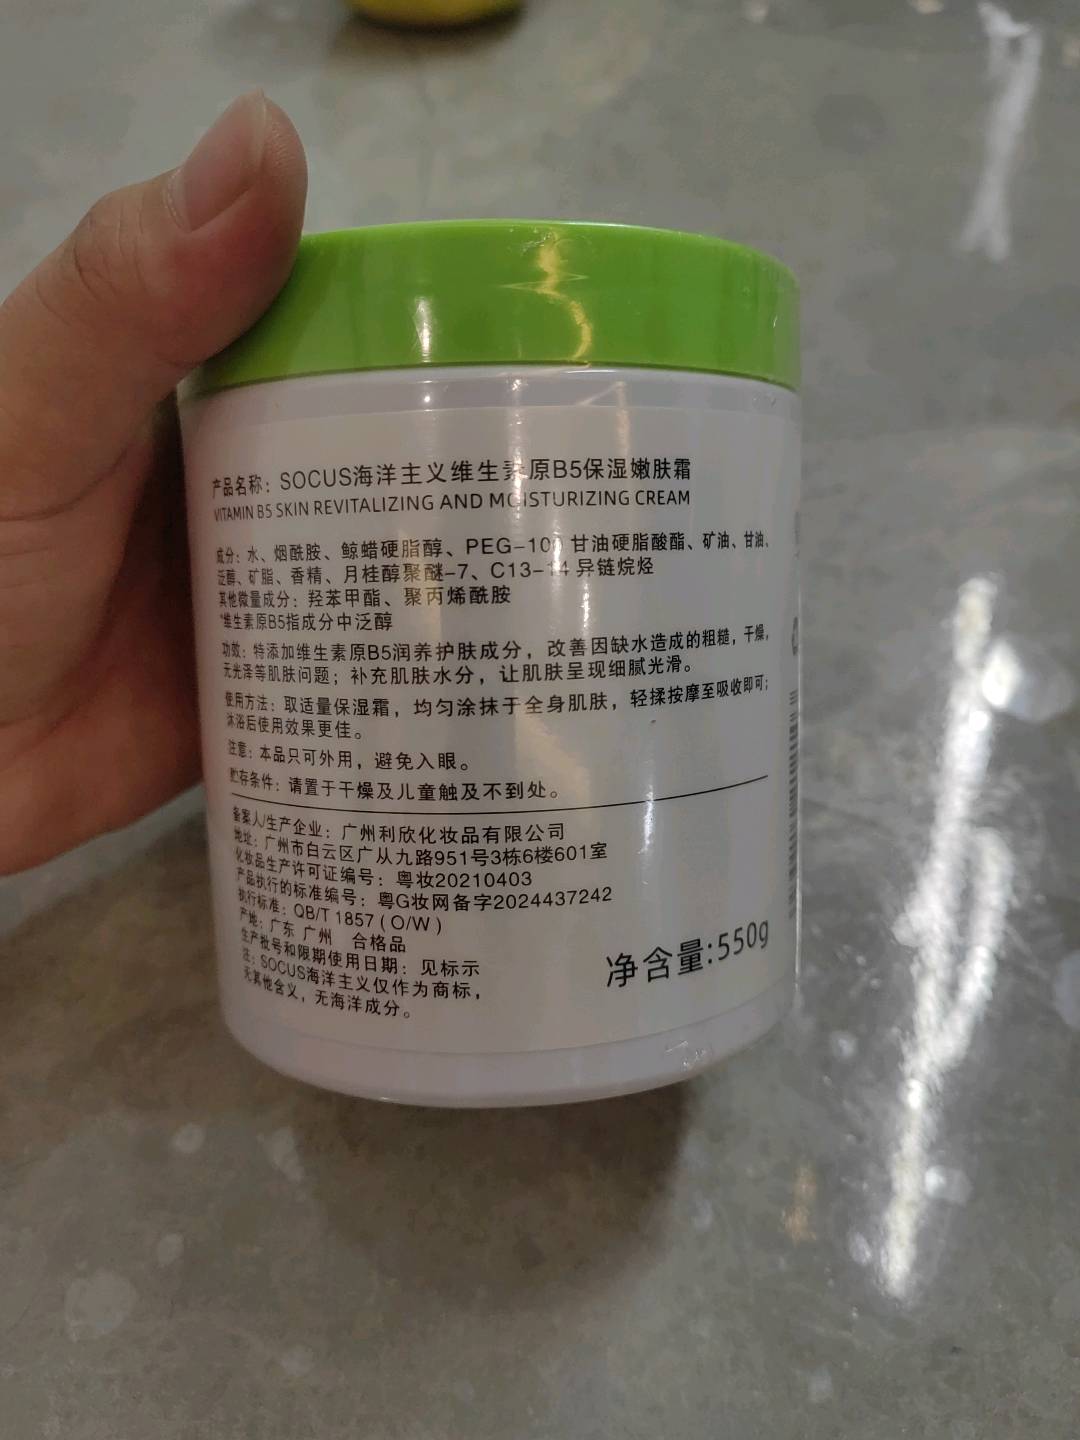 产品名称：SOCUS海洋主义维生素原B5保湿嫩肤霜
VITAMIN B5 SKIN REVITALIZING AND MOISTURIZING CREAM
成分：水、烟酰胺、鲸蜡硬脂醇、PEG-100 甘油硬脂酸酯、矿油、甘油、
泛醇、矿脂、香精、月桂醇聚醚-7、C13-14 异链烷烃
其他微量成分：羟苯甲酯、聚丙烯酰胺
*维生素原B5指成分中泛醇
功效：特添加维生素原B5润养护肤成分，改善因缺水造成的粗糙，干燥，
无光泽等肌肤问题；补充肌肤水分，让肌肤呈现细腻光滑。
使用方法：取适量保湿霜，均匀涂抹于全身肌肤，轻揉按摩至吸收即可；
沐浴后使用效果更佳。
注意：本品只可外用，避免入眼。
贮存条件：请置于干燥及儿童触及不到处。
备案人/生产企业：广州利欣化妆品有限公司
地址：广州市白云区广从九路951号3栋6楼601室
化妆品生产许可证编号：粤妆20210403
产品执行的标准编号：粤G妆网备字2024437242
执行标准：QB/T 1857（O/W）
产地：广东 广州 合格品
生产批号和限期使用日期：见标示
注：SOCUS海洋主义仅作为商标，
无其他含义，无海洋成分。
净含量:550g